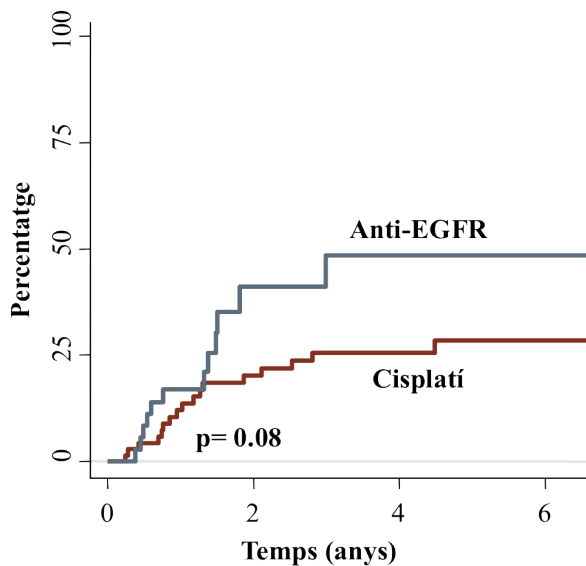 100
75
50
25
0
Percentatge
Anti-EGFR
Cisplatí
p= 0.08
0 2 4 6
Temps (anys)